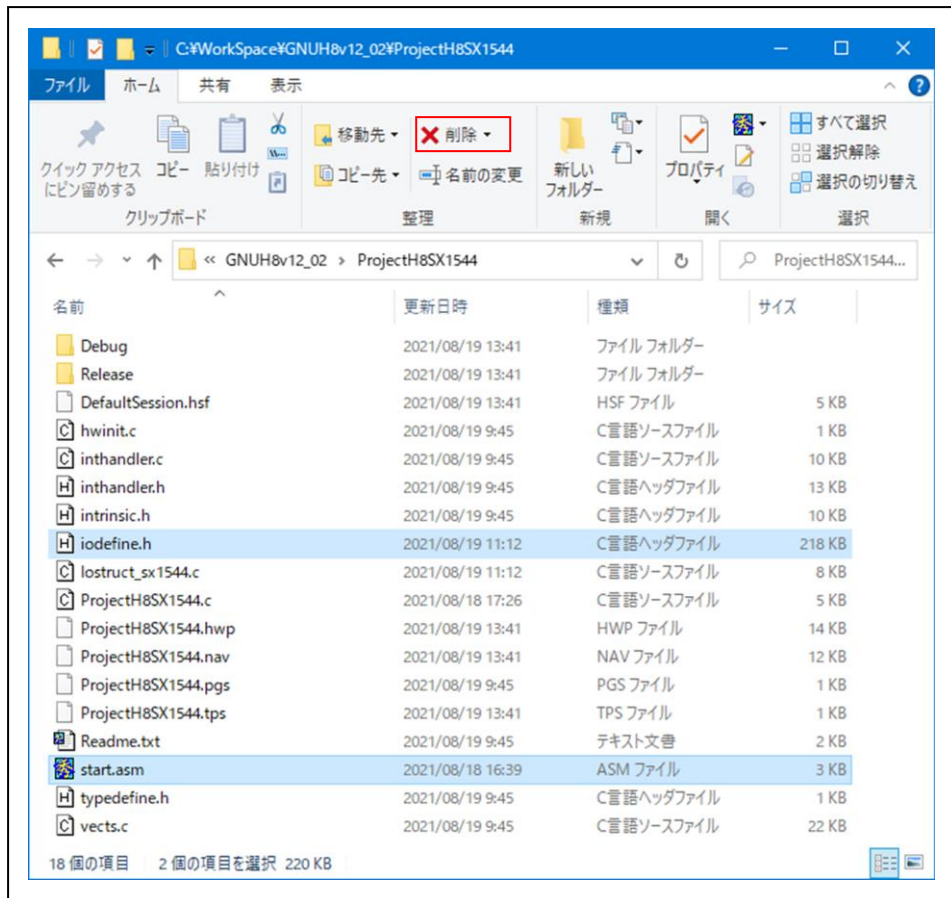 C:¥WorkSpace¥GNUH8v12_02¥ProjectH8SX1544
ファイル ホーム 共有 表示
クイック アクセス
にピン留めする
コピー
貼り付け
移動先
コピー先
削除
名前の変更
新しい
フォルダー
プロパティ
すべて選択
選択解除
選択の切り替え
クリップボード 整理 新規 開く 選択
« GNUH8v12_02 › ProjectH8SX1544 ProjectH8SX1544...
名前 更新日時 種類 サイズ
Debug 2021/08/19 13:41 ファイル フォルダー
Release 2021/08/19 13:41 ファイル フォルダー
DefaultSession.hsf 2021/08/19 13:41 HSF ファイル 5 KB
hwinit.c 2021/08/19 9:45 C言語ソースファイル 1 KB
inthandler.c 2021/08/19 9:45 C言語ソースファイル 10 KB
inthandler.h 2021/08/19 9:45 C言語ヘッダファイル 13 KB
intrinsic.h 2021/08/19 9:45 C言語ヘッダファイル 10 KB
iodefine.h 2021/08/19 11:12 C言語ヘッダファイル 218 KB
lostruct_sx1544.c 2021/08/19 11:12 C言語ソースファイル 8 KB
ProjectH8SX1544.c 2021/08/18 17:26 C言語ソースファイル 5 KB
ProjectH8SX1544.hwp 2021/08/19 13:41 HWP ファイル 14 KB
ProjectH8SX1544.nav 2021/08/19 13:41 NAV ファイル 12 KB
ProjectH8SX1544.pgs 2021/08/19 9:45 PGS ファイル 1 KB
ProjectH8SX1544.tps 2021/08/19 13:41 TPS ファイル 1 KB
Readme.txt 2021/08/19 9:45 テキスト文書 2 KB
start.asm 2021/08/18 16:39 ASM ファイル 3 KB
typedefine.h 2021/08/19 9:45 C言語ヘッダファイル 1 KB
vects.c 2021/08/19 9:45 C言語ソースファイル 22 KB
18 個の項目 2 個の項目を選択 220 KB